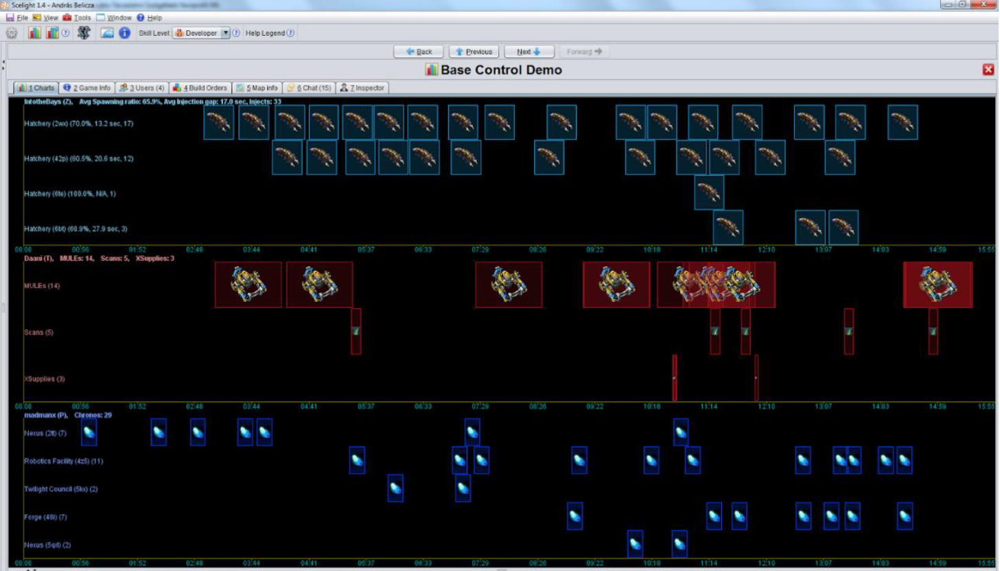 Scelight 1.4 - András Belicza
File View Tools Window Help
Skill Level: Developer Help Legend
Back Previous Next Forward
Base Control Demo
1 Charts 2 Game Info 3 Users (4) 4 Build Orders 5 Map info 6 Chat (15) 7 Inspector
IntotheBays (Z), Avg Spawning ratio: 65.9%, Avg Injection gap: 17.0 sec, Injects: 33
Hatchery (2wx) (70.0%, 13.2 sec, 17)
Hatchery (42p) (60.5%, 20.6 sec, 12)
Hatchery (6te) (100.0%, N/A, 1)
Hatchery (6bt) (60.9%, 27.9 sec, 3)
00:00 00:56 01:52 02:48 03:44 04:41 05:37 06:33 07:29 08:26 09:22 10:18 11:14 12:10 13:07 14:03 14:59 15:55
Daani (T), MULEs: 14, Scans: 5, XSupplies: 3
MULEs (14)
Scans (5)
XSupplies (3)
00:00 00:56 01:52 02:48 03:44 04:41 05:37 06:33 07:29 08:26 09:22 10:18 11:14 12:10 13:07 14:03 14:59 15:55
madmanx (P), Chronos: 29
Nexus (2tl) (7)
Robotics Facility (4z5) (11)
Twilight Council (5kx) (2)
Forge (48i) (7)
Nexus (5qd) (2)
00:00 00:56 01:52 02:48 03:44 04:41 05:37 06:33 07:29 08:26 09:22 10:18 11:14 12:10 13:07 14:03 14:59 15:55